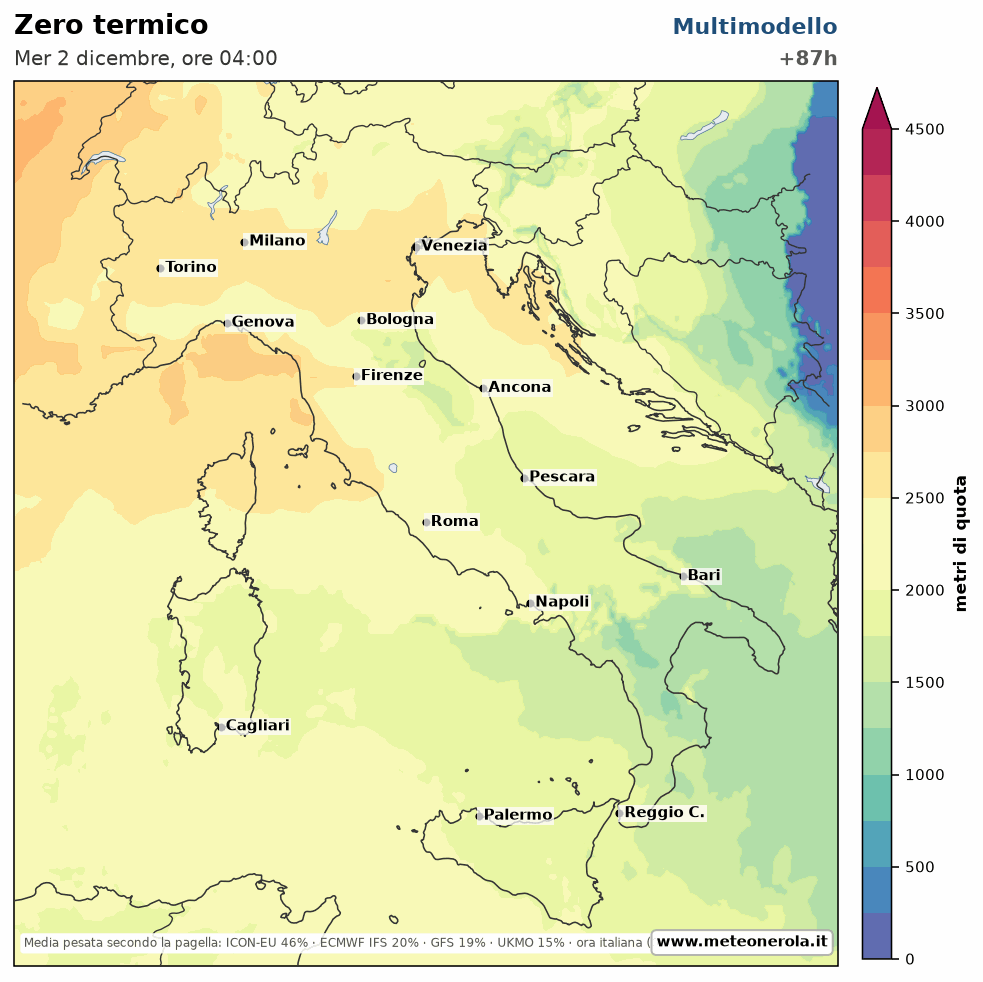 Zero termico
Multimodello
Mer 2 dicembre, ore 04:00
+87h
Milano
Venezia
Torino
Genova
Bologna
Firenze
Ancona
Pescara
Roma
Bari
Napoli
Cagliari
Palermo
Reggio C.
4500
4000
3500
3000
2500
2000
1500
1000
500
0
metri di quota
Media pesata secondo la pagella: ICON-EU 46% · ECMWF IFS 20% · GFS 19% · UKMO 15% · ora italiana (
www.meteonerola.it